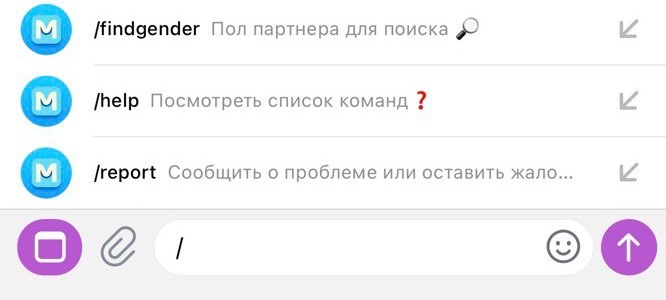 /findgender Пол партнера для поиска 🔎
/help Посмотреть список команд ❓
/report Сообщить о проблеме или оставить жало...
/